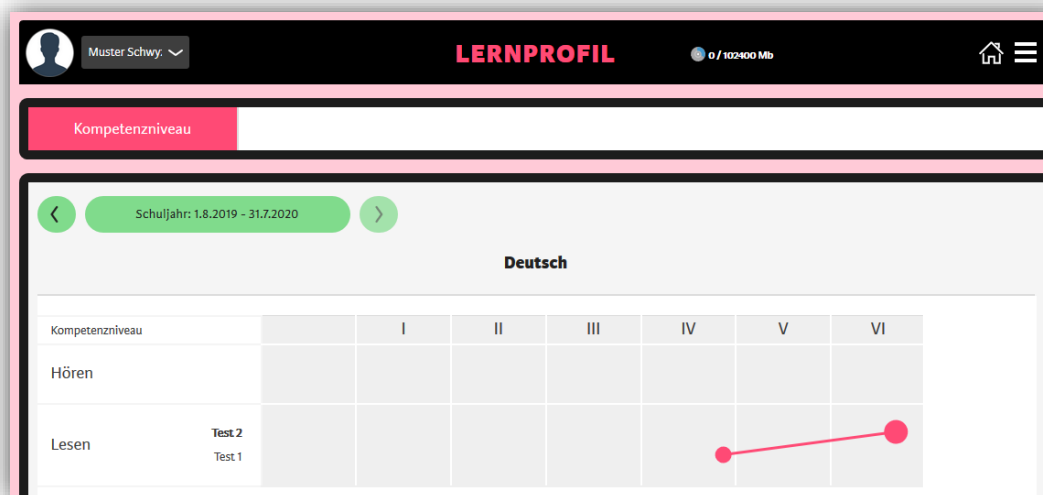 Muster Schwy:
LERNPROFIL
0 / 102400 Mb
Kompetenzniveau
Schuljahr: 1.8.2019 - 31.7.2020
Deutsch
Kompetenzniveau I II III IV V VI
Hören
Lesen
Test 2
Test 1